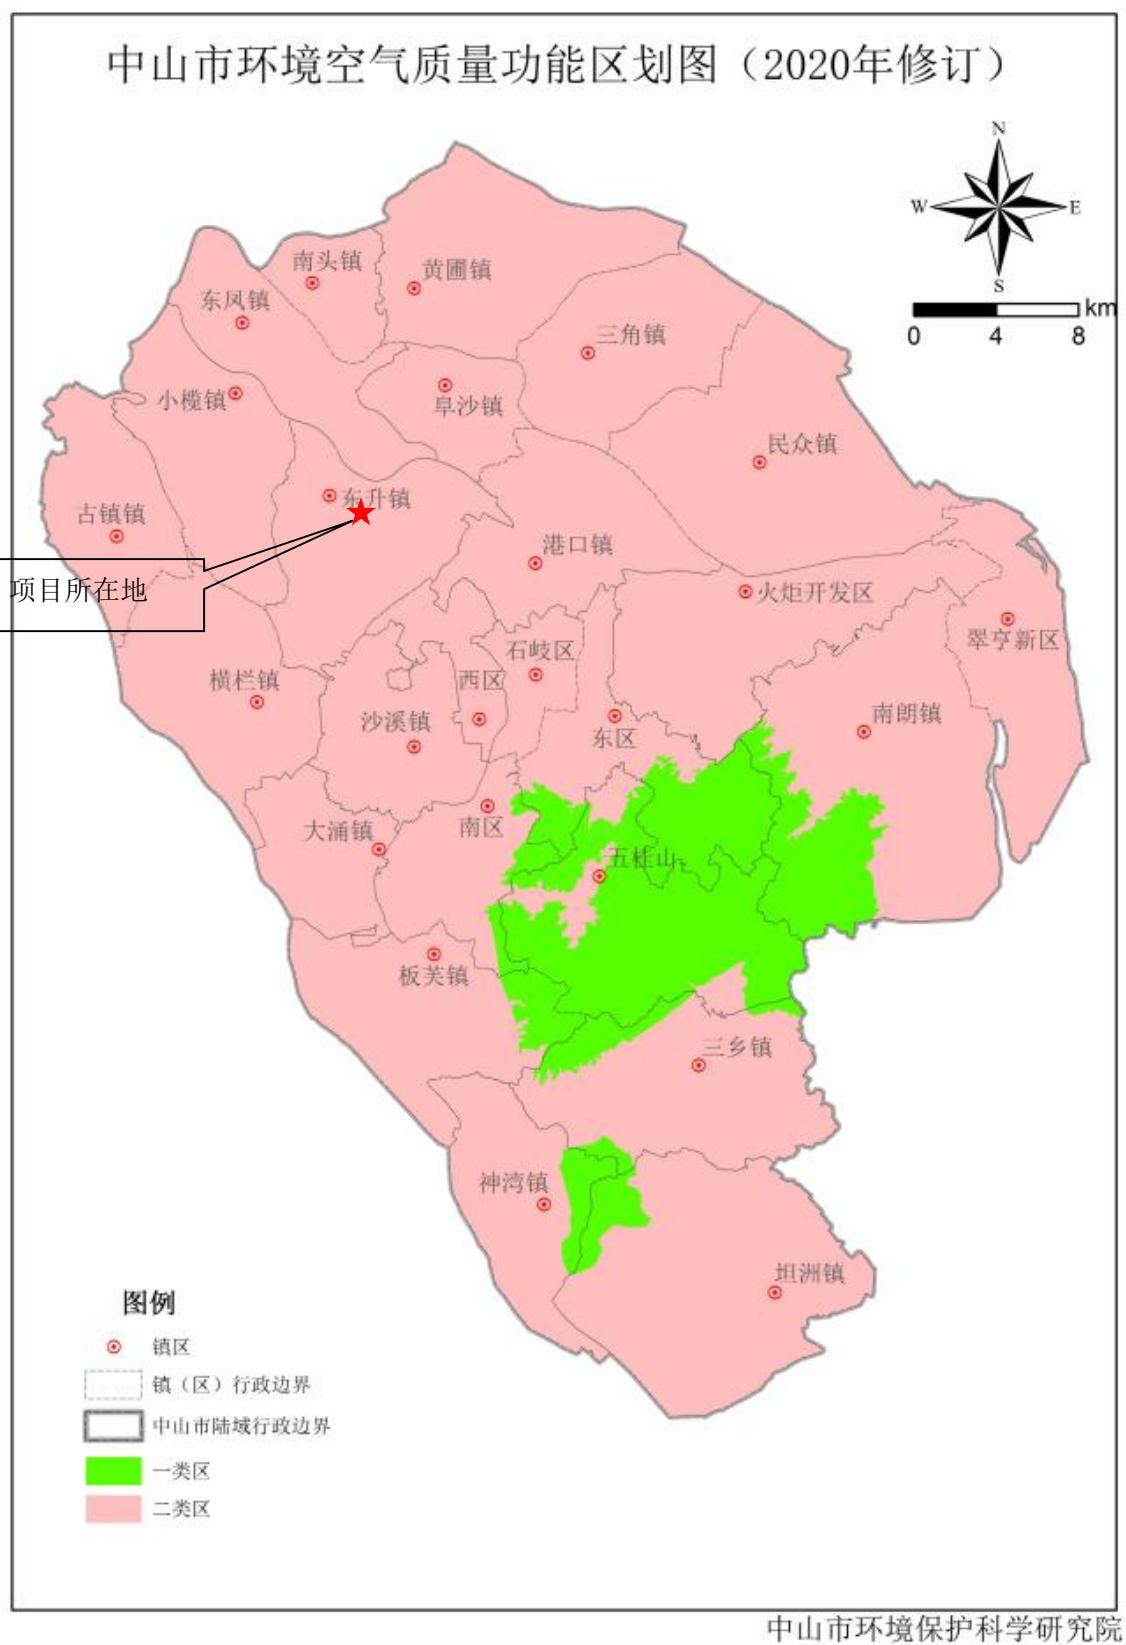 中山市环境空气质量功能区划图（2020年修订）
N
W
E
S
km
0 4 8
南头镇
黄圃镇
东凤镇
三角镇
小榄镇
阜沙镇
民众镇
东升镇
古镇镇
港口镇
项目所在地
火炬开发区
翠亨新区
石岐区
横栏镇
西区
沙溪镇
南朗镇
东区
大涌镇
南区
五桂山
板芙镇
三乡镇
神湾镇
坦洲镇
图例
镇区
镇（区）行政边界
中山市陆域行政边界
一类区
二类区
中山市环境保护科学研究院